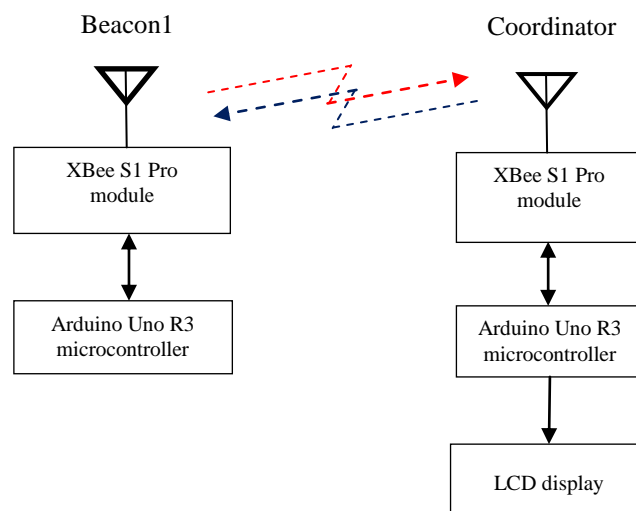 Beacon1
Coordinator
XBee S1 Pro
module
XBee S1 Pro
module
Arduino Uno R3
microcontroller
Arduino Uno R3
microcontroller
LCD display